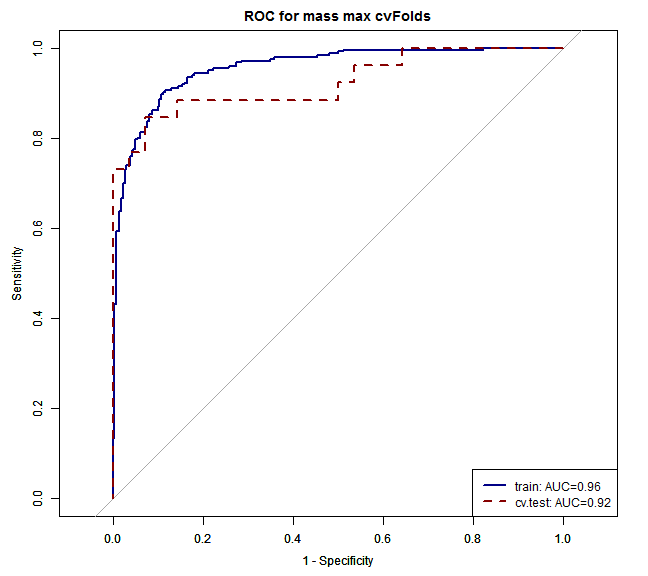 ROC for mass max cvFolds
Sensitivity
1.0
0.8
0.6
0.4
0.2
0.0
0.0 0.2 0.4 0.6 0.8 1.0
1 - Specificity
train: AUC=0.96
cv.test: AUC=0.92